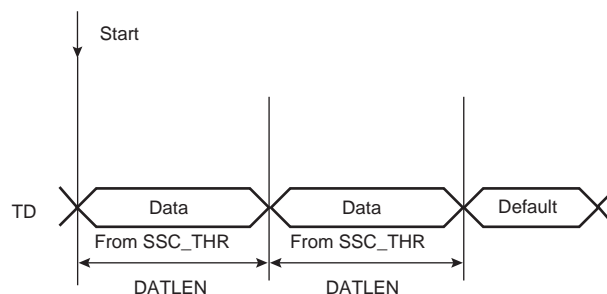 Start
TD
Data
Data
Default
From SSC_THR
From SSC_THR
DATLEN
DATLEN